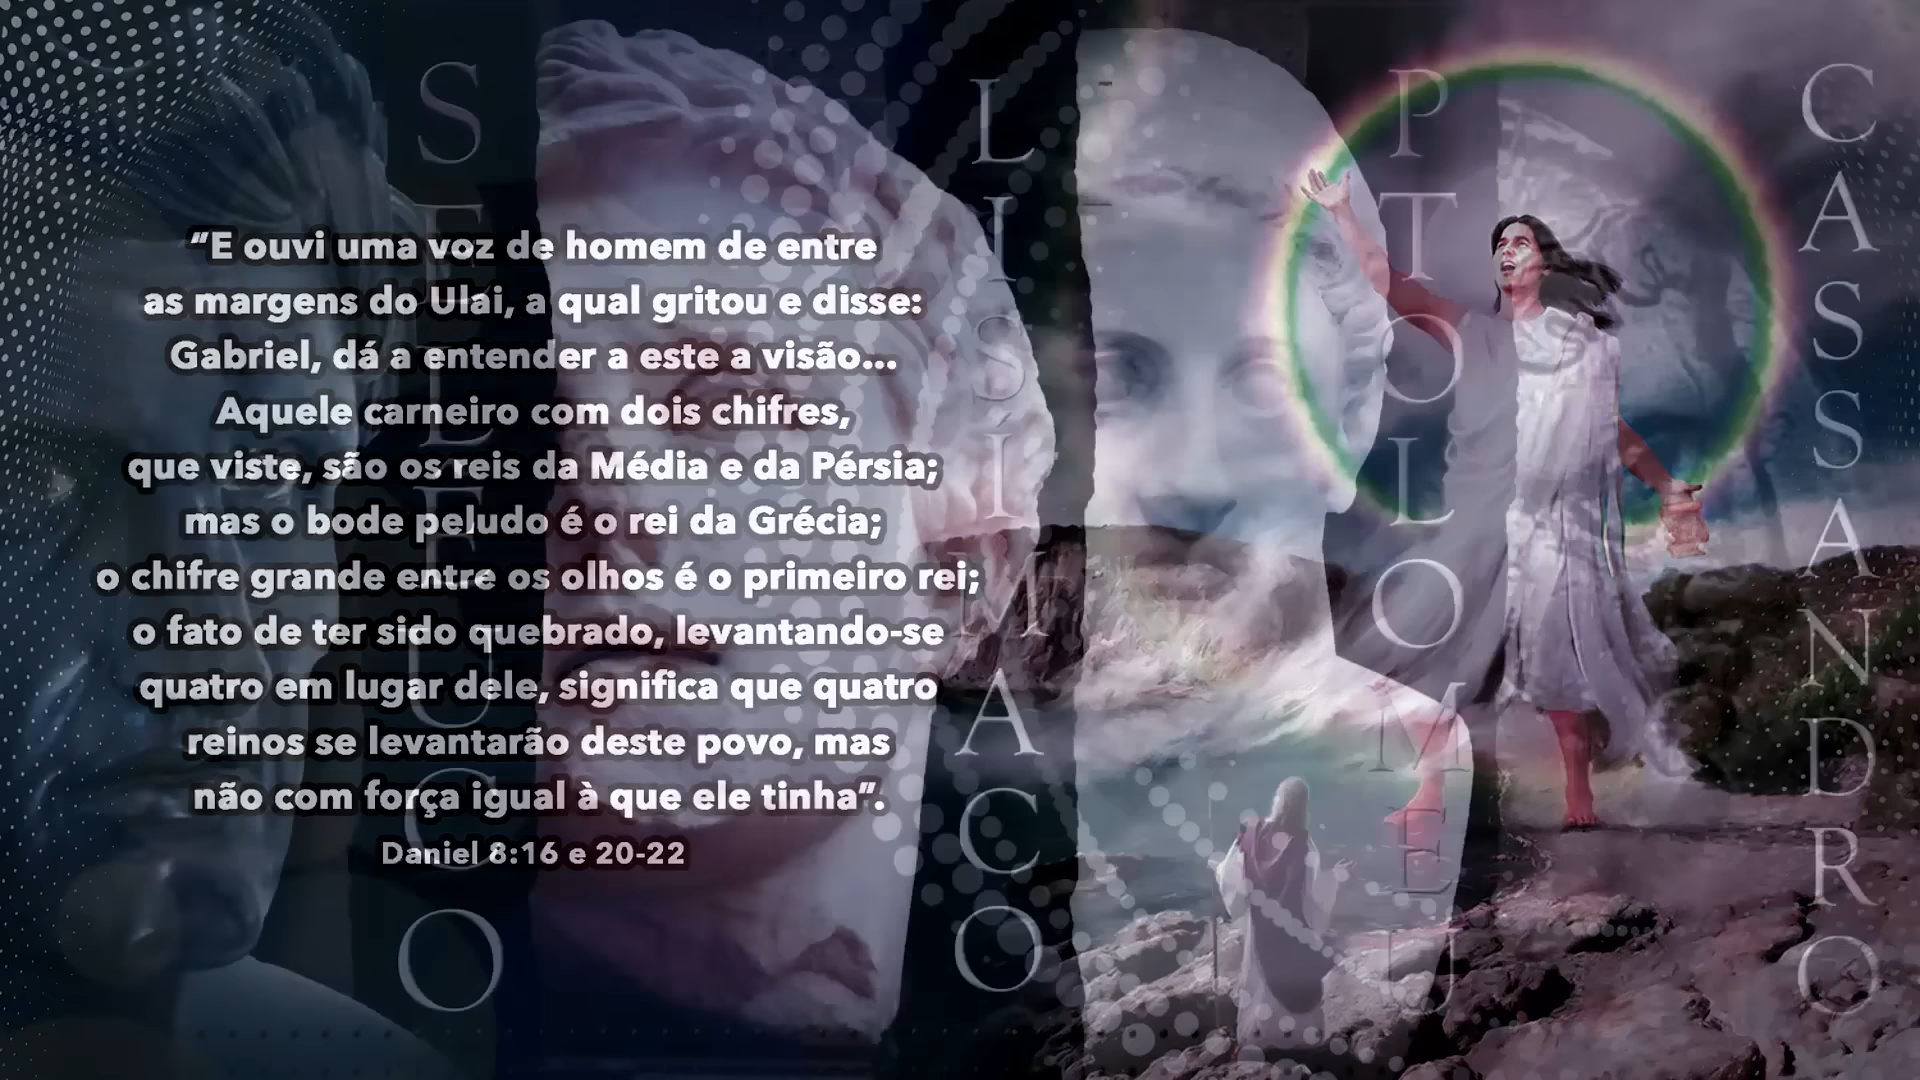 “E ouvi uma voz de homem de entre
as margens do Ulai, a qual gritou e disse:
Gabriel, dá a entender a este a visão...
Aquele carneiro com dois chifres,
que viste, são os reis da Média e da Pérsia;
mas o bode peludo é o rei da Grécia;
o chifre grande entre os olhos é o primeiro rei;
o fato de ter sido quebrado, levantando-se
quatro em lugar dele, significa que quatro
reinos se levantarão deste povo, mas
não com força igual à que ele tinha”.
Daniel 8:16 e 20-22
SELEUCO
LISÍMACO
PTOLOMEU
CASSANDRO